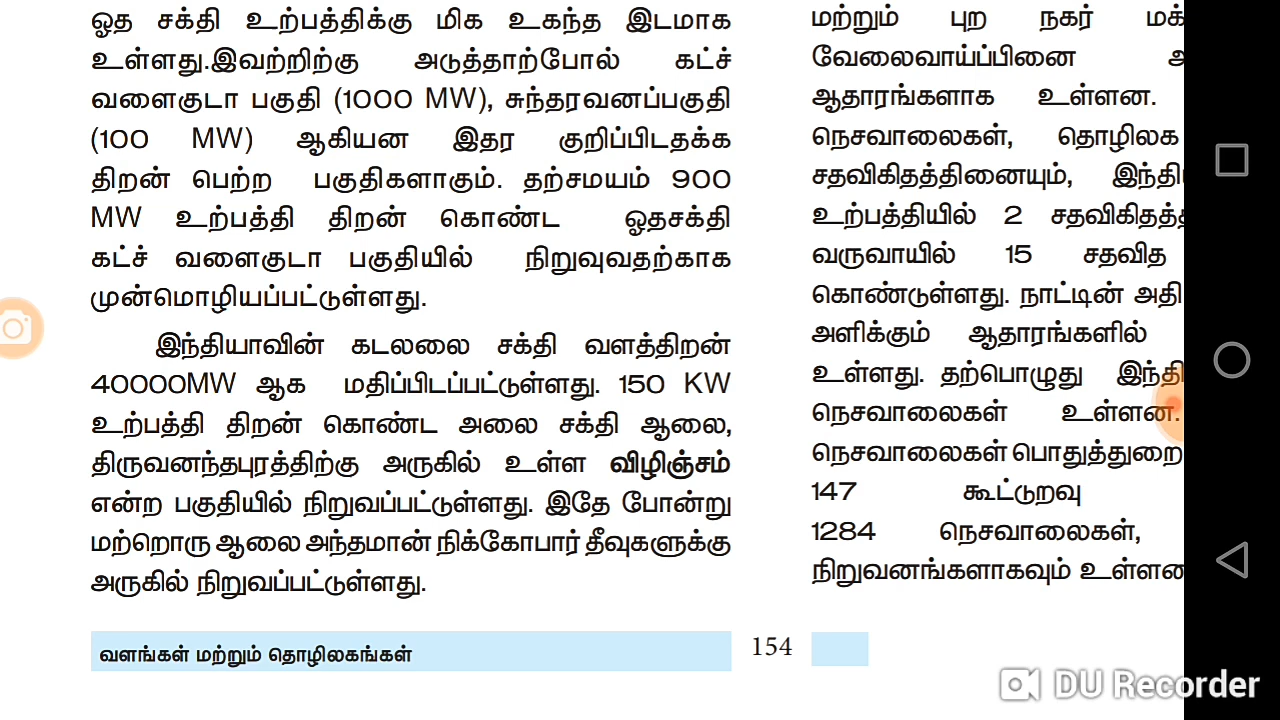 ஓத சக்தி உற்பத்திக்கு மிக உகந்த இடமாக
உள்ளது.இவற்றிற்கு அடுத்தாற்போல் கட்ச்
வளைகுடா பகுதி (1000 MW), சுந்தரவனப்பகுதி
(100 MW) ஆகியன இதர குறிப்பிடதக்க
திறன் பெற்ற பகுதிகளாகும். தற்சமயம் 900
MW உற்பத்தி திறன் கொண்ட ஓதசக்தி
கட்ச் வளைகுடா பகுதியில் நிறுவுவதற்காக
முன்மொழியப்பட்டுள்ளது.
இந்தியாவின் கடலலை சக்தி வளத்திறன்
40000MW ஆக மதிப்பிடப்பட்டுள்ளது. 150 KW
உற்பத்தி திறன் கொண்ட அலை சக்தி ஆலை,
திருவனந்தபுரத்திற்கு அருகில் உள்ள விழிஞ்சம்
என்ற பகுதியில் நிறுவப்பட்டுள்ளது. இதே போன்று
மற்றொரு ஆலை அந்தமான் நிக்கோபார் தீவுகளுக்கு
அருகில் நிறுவப்பட்டுள்ளது.
மற்றும் புற நகர்
வேலைவாய்ப்பினை
ஆதாரங்களாக உள்ளன.
நெசவாலைகள், தொழிலக
சதவிகிதத்தினையும்,
உற்பத்தியில் 2
வருவாயில் 15 சதவித
கொண்டுள்ளது. நாட்டின் அதி
அளிக்கும் ஆதாரங்களில்
உள்ளது. தற்பொழுது
நெசவாலைகள் உள்ளன.
நெசவாலைகள் பொதுத்துறை
147 கூட்டுறவு
1284 நெசவாலைகள்,
நிறுவனங்களாகவும்
வளங்கள் மற்றும் தொழிலகங்கள்
154
DU Recorder